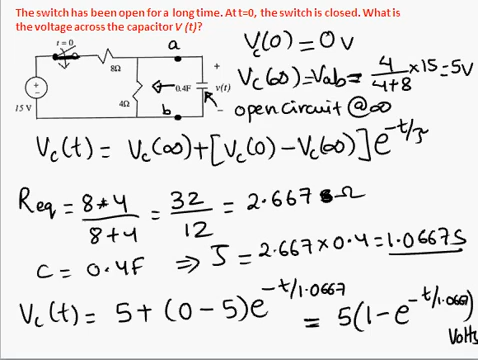 The switch has been open for a long time. At t=0, the switch is closed. What is
the voltage across the capacitor V (t)?
t = 0
a
8Ω
4Ω
0.4F
+
v(t)
-
+
-
15 V
b
Vc(0) = 0 V
Vc(∞) = Vab = 4/(4+8) × 15 = 5V
open circuit @ ∞
Vc(t) = Vc(∞) + [Vc(0) - Vc(∞)] e^-t/τ
Req = (8*4)/(8+4) = 32/12 = 2.667 Ω
C = 0.4F ⇒ τ = 2.667 × 0.4 = 1.0667s
Vc(t) = 5 + (0-5)e^-t/1.0667 = 5(1-e^-t/1.0667) Volts